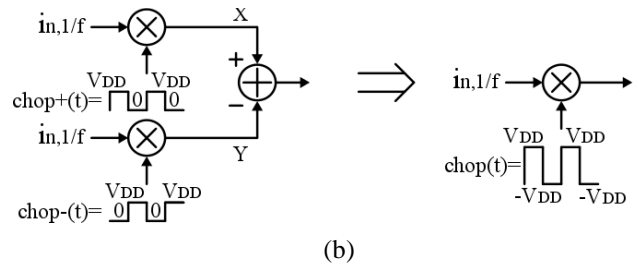 in,1/f
X
VDD VDD
+
chop+(t)= 0 0
−
in,1/f
Y
VDD VDD
chop-(t)= 0 0
in,1/f
VDD VDD
chop(t)=
-VDD -VDD
(b)